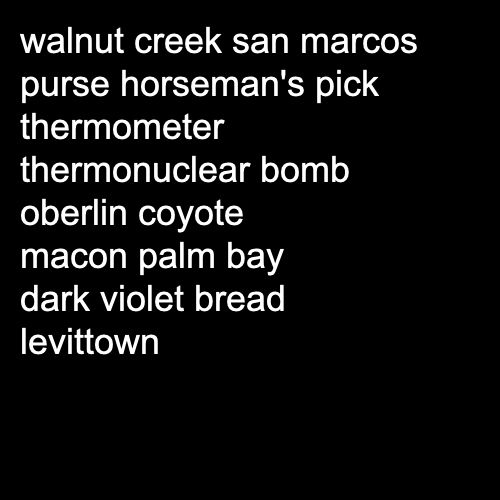 walnut creek san marcos
purse horseman's pick
thermometer
thermonuclear bomb
oberlin coyote
macon palm bay
dark violet bread
levittown